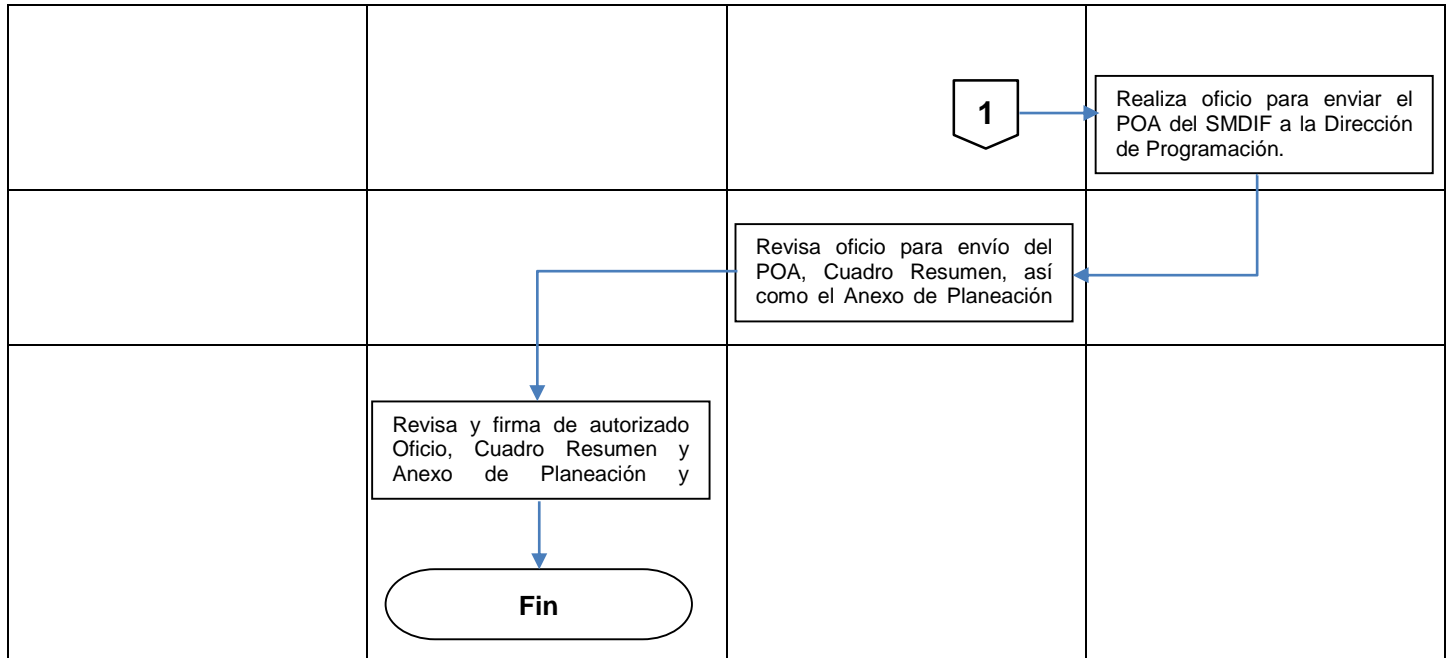 1
Realiza oficio para enviar el
POA del SMDIF a la Dirección
de Programación.
Revisa oficio para envío del
POA, Cuadro Resumen, así
como el Anexo de Planeación
Revisa y firma de autorizado
Oficio, Cuadro Resumen y
Anexo de Planeación y
Fin